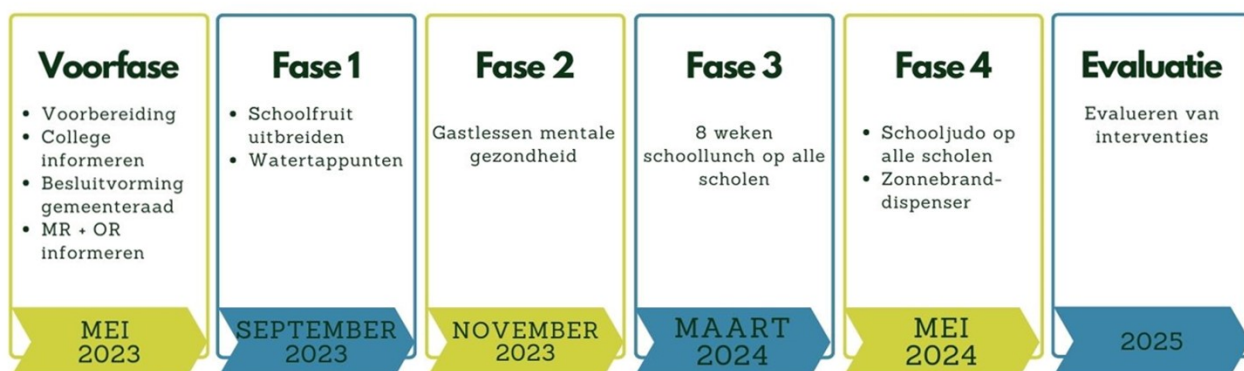 Voorfase
• Voorbereiding
• College
informeren
• Besluitvorming
gemeenteraad
• MR + OR
informeren
MEI
2023
Fase 1
• Schoolfruit
uitbreiden
• Watertappunten
SEPTEMBER
2023
Fase 2
Gastlessen mentale
gezondheid
NOVEMBER
2023
Fase 3
8 weken
schoollunch op alle
scholen
MAART
2024
Fase 4
• Schooljudo op
alle scholen
• Zonnebrand-
dispenser
MEI
2024
Evaluatie
Evalueren van
interventies
2025